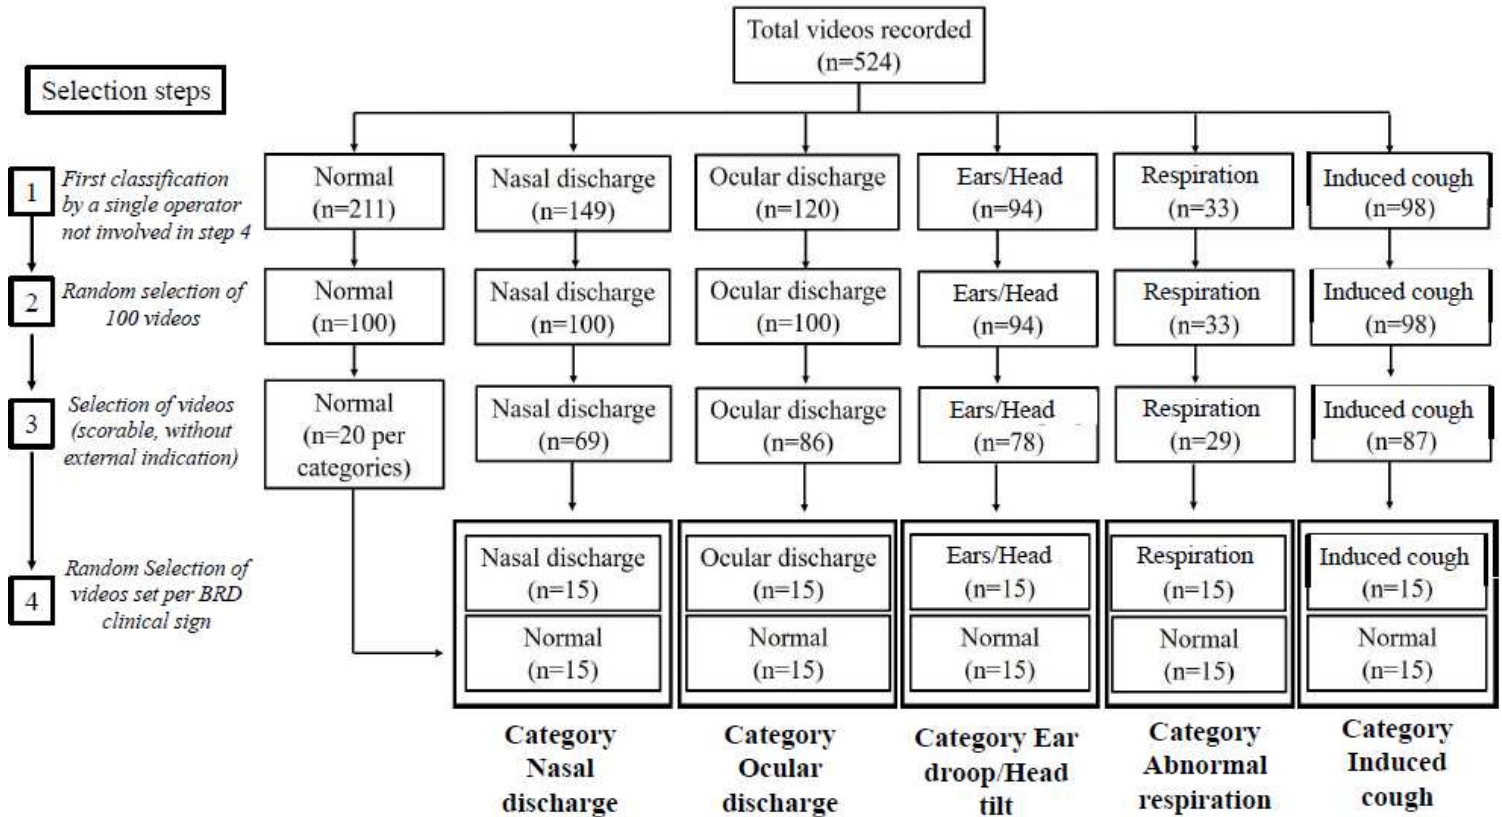 Total videos recorded
(n=524)
Selection steps
1
First classification
by a single operator
not involved in step 4
Normal
(n=211)
Nasal discharge
(n=149)
Ocular discharge
(n=120)
Ears/Head
(n=94)
Respiration
(n=33)
Induced cough
(n=98)
2
Random selection of
100 videos
Normal
(n=100)
Nasal discharge
(n=100)
Ocular discharge
(n=100)
Ears/Head
(n=94)
Respiration
(n=33)
Induced cough
(n=98)
3
Selection of videos
(scorable, without
external indication)
Normal
(n=20 per
categories)
Nasal discharge
(n=69)
Ocular discharge
(n=86)
Ears/Head
(n=78)
Respiration
(n=29)
Induced cough
(n=87)
4
Random Selection of
videos set per BRD
clinical sign
Nasal discharge
(n=15)
Normal
(n=15)
Ocular discharge
(n=15)
Normal
(n=15)
Ears/Head
(n=15)
Normal
(n=15)
Respiration
(n=15)
Normal
(n=15)
Induced cough
(n=15)
Normal
(n=15)
Category
Nasal
discharge
Category
Ocular
discharge
Category Ear
droop/Head
tilt
Category
Abnormal
respiration
Category
Induced
cough